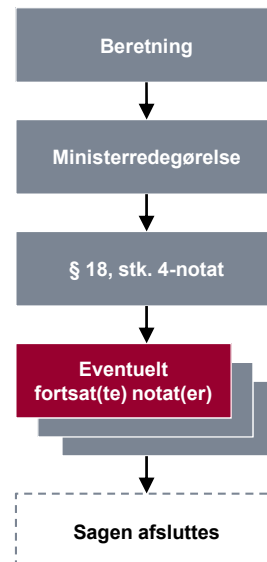 Beretning
Ministerredegørelse
§ 18, stk. 4-notat
Eventuelt
fortsat(te) notat(er)
Sagen afsluttes